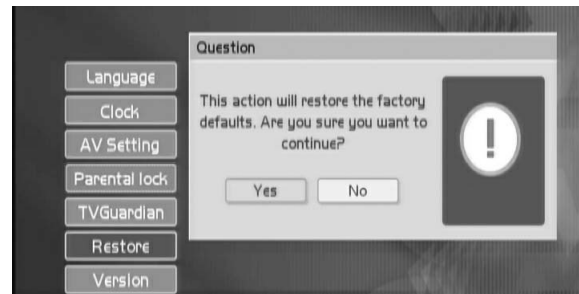 Question
Language
Clock
AV Setting
Parental lock
TVGuardian
Restore
Version
This action will restore the factory
defaults. Are you sure you want to
continue?
Yes
No